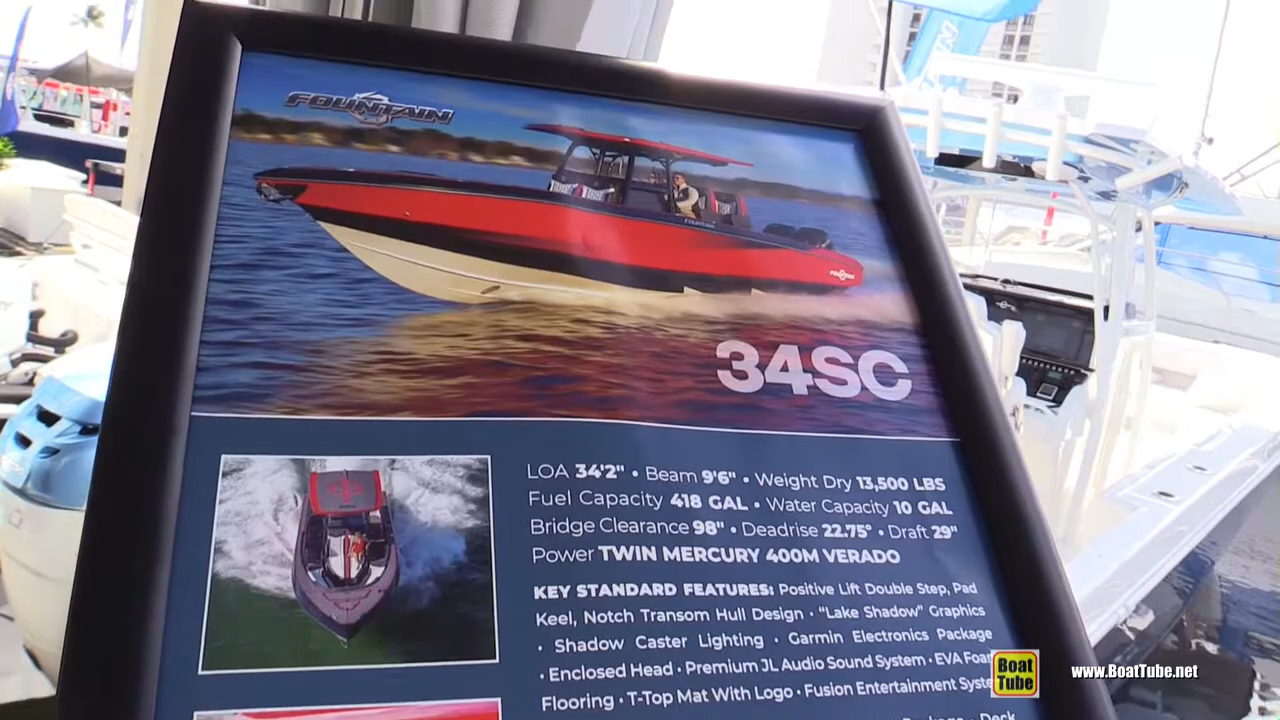 FOUNTAIN
34SC
LOA 34'2" • Beam 9'6" • Weight Dry 13,500 LBS
Fuel Capacity 418 GAL • Water Capacity 10 GAL
Bridge Clearance 98" • Deadrise 22.75° • Draft 29"
Power TWIN MERCURY 400M VERADO
KEY STANDARD FEATURES: Positive Lift Double Step, Pad
Keel, Notch Transom Hull Design • "Lake Shadow" Graphics
• Shadow Caster Lighting • Garmin Electronics Package
• Enclosed Head • Premium JL Audio Sound System • EVA Foa
Flooring • T-Top Mat With Logo • Fusion Entertainment Syste
Package • Deck
Boat
Tube
www.BoatTube.net